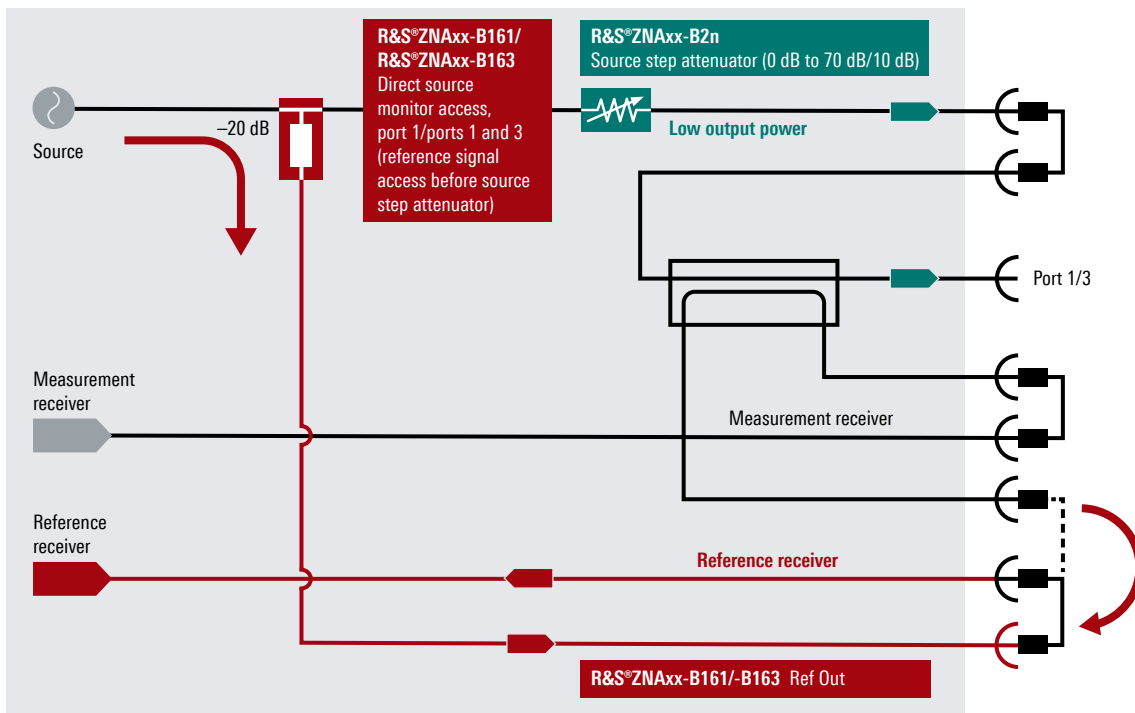 R&S®ZNAxx-B161/
R&S®ZNAxx-B163
Direct source
monitor access,
port 1/ports 1 and 3
(reference signal
access before source
step attenuator)
R&S®ZNAxx-B2n
Source step attenuator (0 dB to 70 dB/10 dB)
–20 dB
Source
Low output power
Port 1/3
Measurement
receiver
Measurement receiver
Reference
receiver
Reference receiver
R&S®ZNAxx-B161/-B163 Ref Out